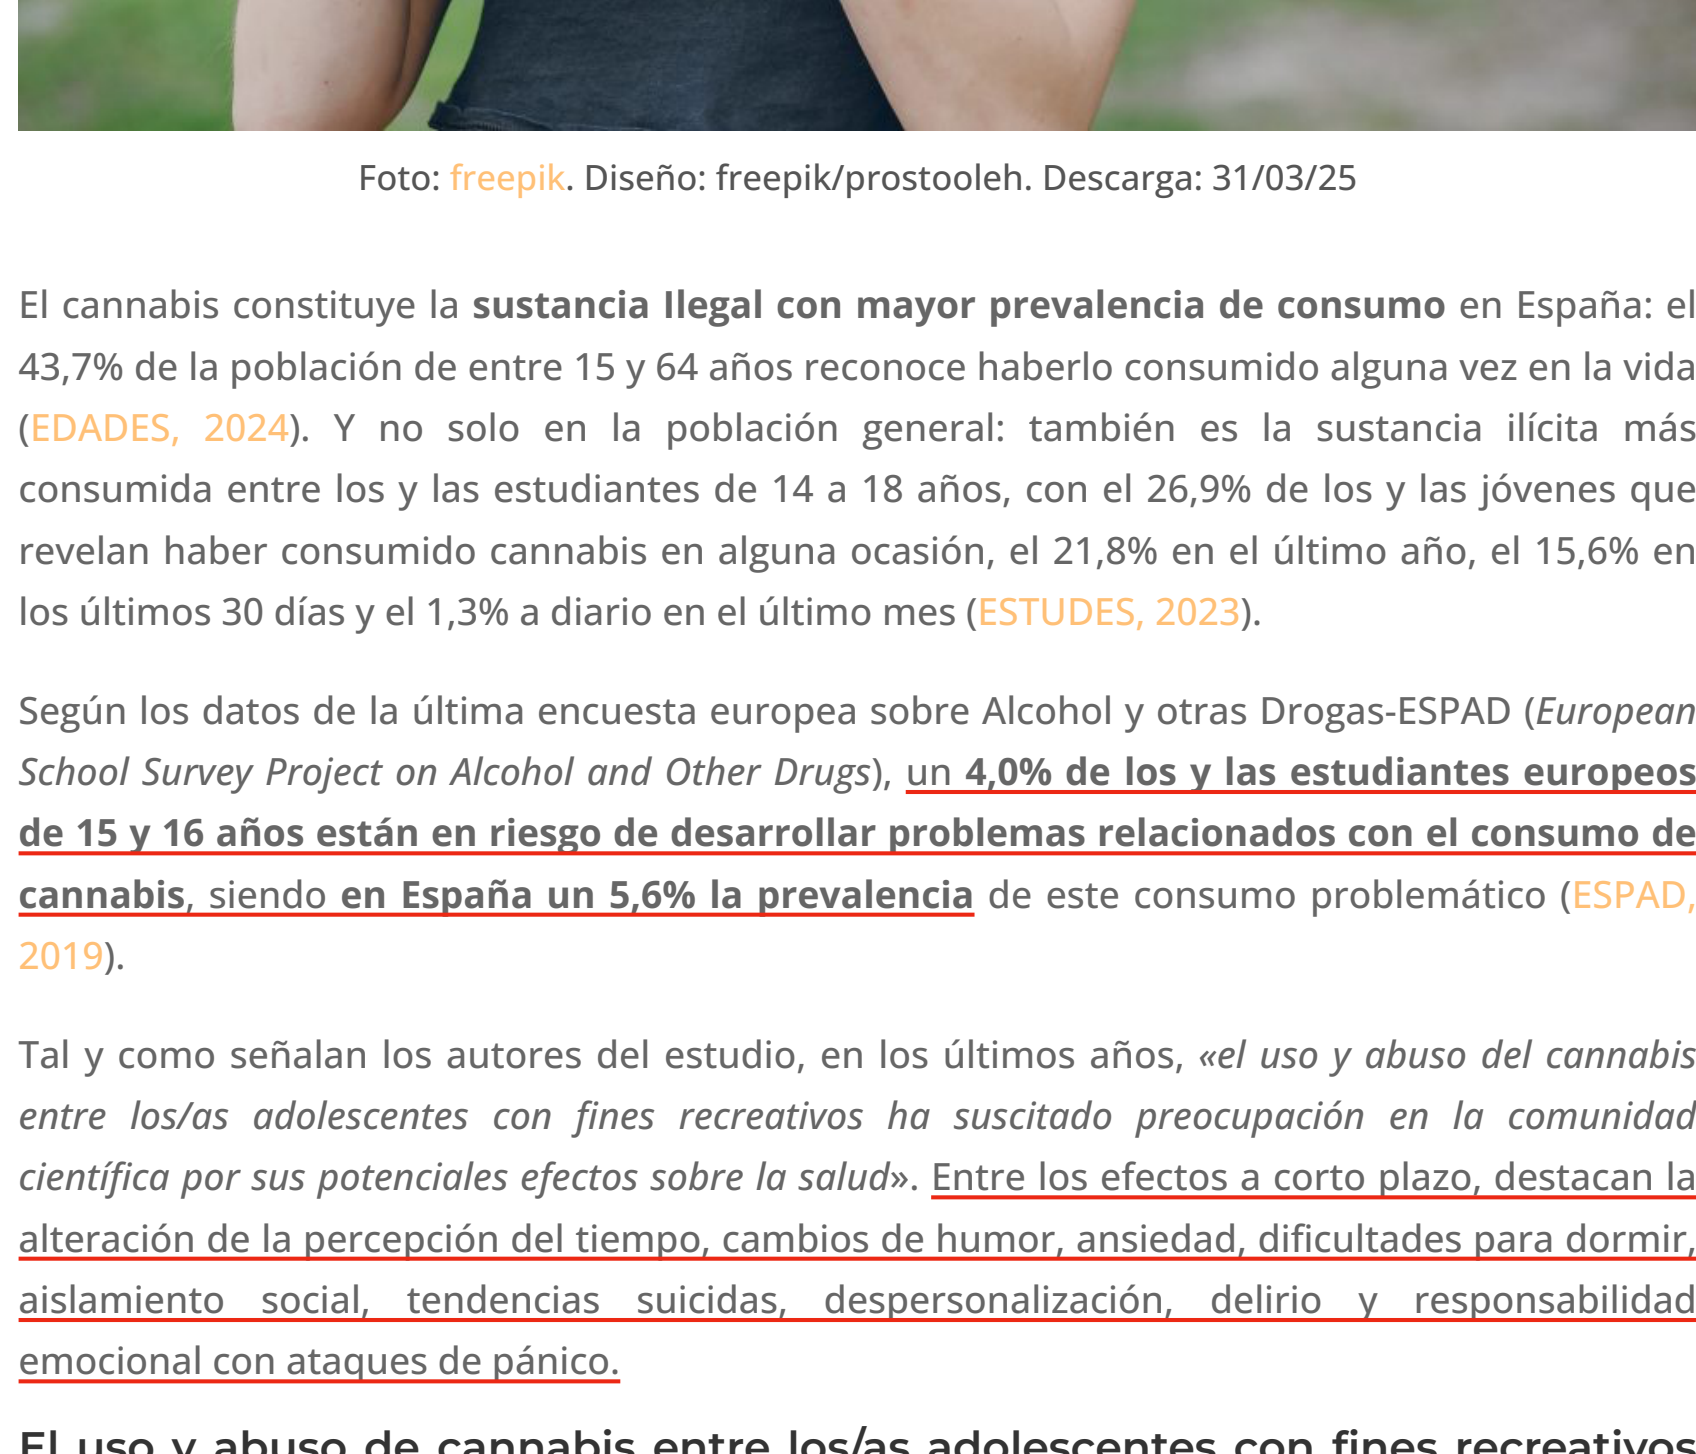 Foto: freepik. Diseño: freepik/prostooleh. Descarga: 31/03/25
El cannabis constituye la sustancia Ilegal con mayor prevalencia de consumo en España: el
43,7% de la población de entre 15 y 64 años reconoce haberlo consumido alguna vez en la vida
(EDADES, 2024). Y no solo en la población general: también es la sustancia ilícita más
consumida entre los y las estudiantes de 14 a 18 años, con el 26,9% de los y las jóvenes que
revelan haber consumido cannabis en alguna ocasión, el 21,8% en el último año, el 15,6% en
los últimos 30 días y el 1,3% a diario en el último mes (ESTUDES, 2023).
Según los datos de la última encuesta europea sobre Alcohol y otras Drogas-ESPAD (European
School Survey Project on Alcohol and Other Drugs), un 4,0% de los y las estudiantes europeos
de 15 y 16 años están en riesgo de desarrollar problemas relacionados con el consumo de
cannabis, siendo en España un 5,6% la prevalencia de este consumo problemático (ESPAD,
2019).
Tal y como señalan los autores del estudio, en los últimos años, «el uso y abuso del cannabis
entre los/as adolescentes con fines recreativos ha suscitado preocupación en la comunidad
científica por sus potenciales efectos sobre la salud». Entre los efectos a corto plazo, destacan la
alteración de la percepción del tiempo, cambios de humor, ansiedad, dificultades para dormir,
aislamiento social, tendencias suicidas, despersonalización, delirio y responsabilidad
emocional con ataques de pánico.
El uso y abuso de cannabis entre los/as adolescentes con fines recreativos